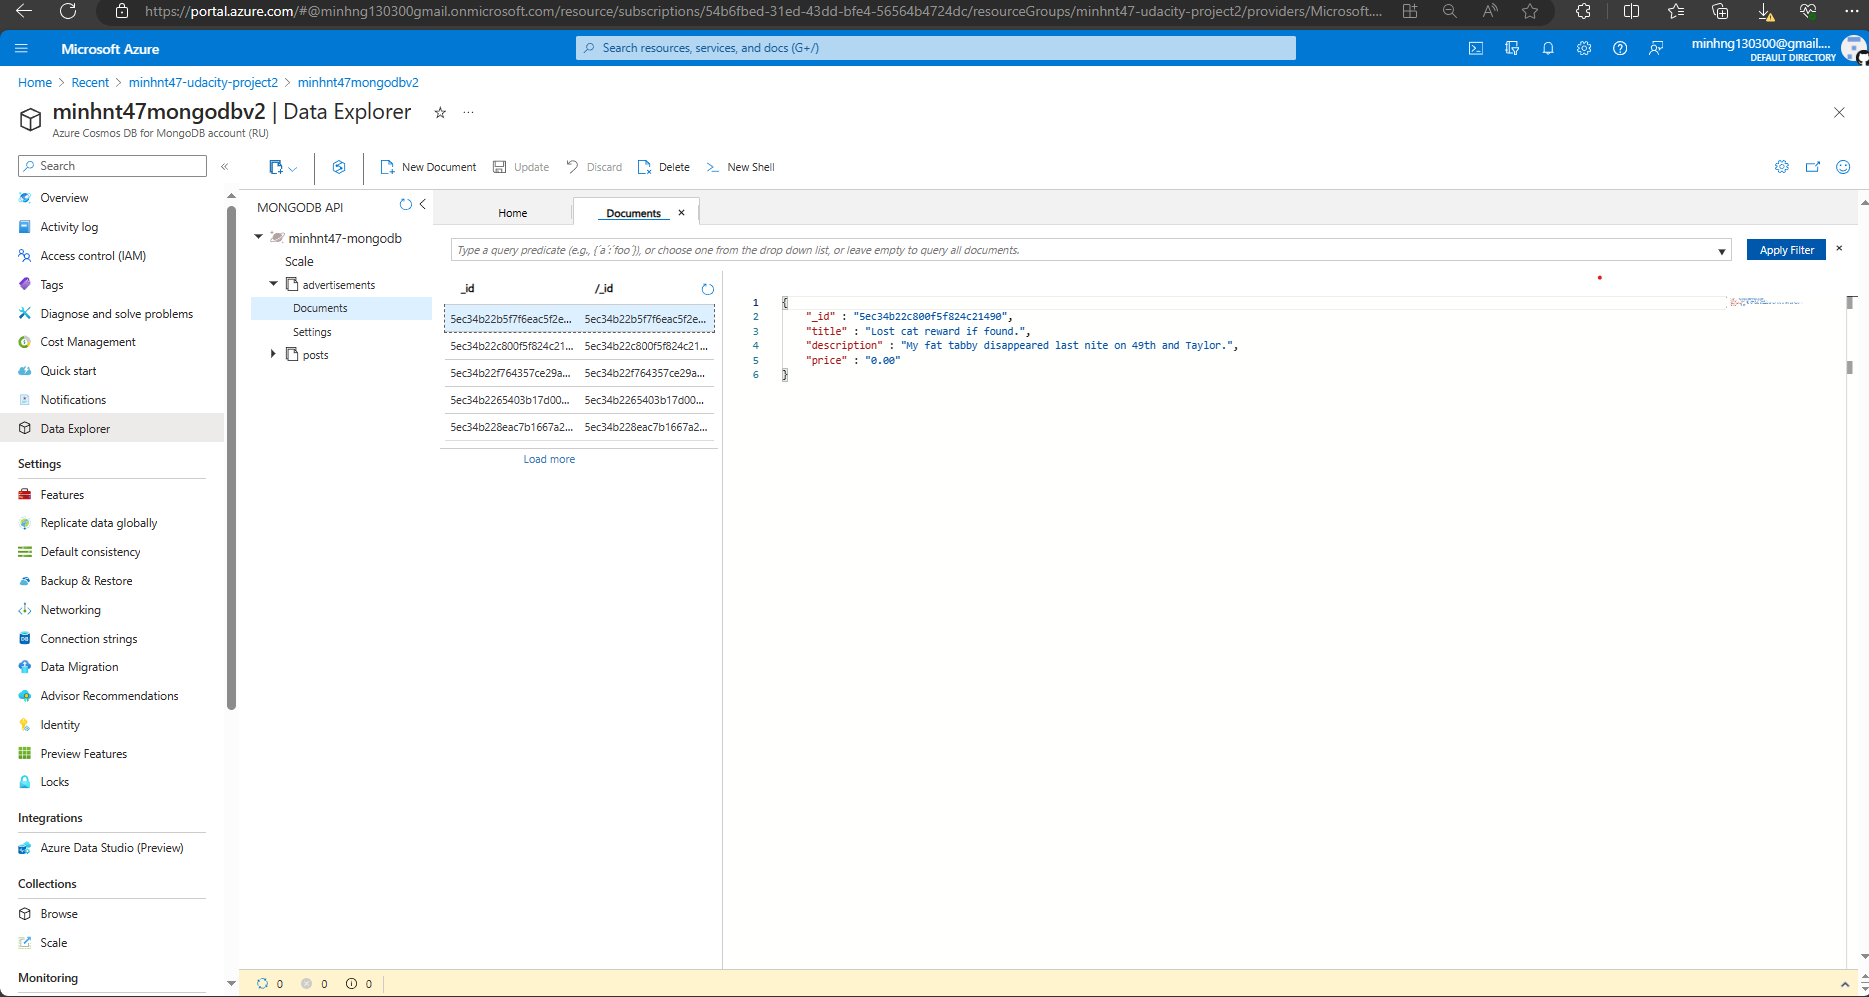 https://portal.azure.com/#@minhng130300gmail.onmicrosoft.com/resource/subscriptions/54b6fbed-31ed-43dd-bfe4-56564b4724dc/resourceGroups/minhnt47-udacity-project2/providers/Microsoft....
Microsoft Azure
Search resources, services, and docs (G+/)
minhng130300@gmail....
DEFAULT DIRECTORY
Home > Recent > minhnt47-udacity-project2 > minhnt47mongodbv2
minhnt47mongodbv2 | Data Explorer
Azure Cosmos DB for MongoDB account (RU)
Search
New Document Update Discard Delete New Shell
Overview
Activity log
Access control (IAM)
Tags
Diagnose and solve problems
Cost Management
Quick start
Notifications
Data Explorer
Settings
Features
Replicate data globally
Default consistency
Backup & Restore
Networking
Connection strings
Data Migration
Advisor Recommendations
Identity
Preview Features
Locks
Integrations
Azure Data Studio (Preview)
Collections
Browse
Scale
Monitoring
MONGODB API
minhnt47-mongodb
Scale
advertisements
Documents
Settings
posts
Home Documents
Type a query predicate (e.g., {´a´:´foo´}), or choose one from the drop down list, or leave empty to query all documents.
Apply Filter
_id /_id
5ec34b22b5f7f6eac5f2e... 5ec34b22b5f7f6eac5f2e...
5ec34b22c800f5f824c21... 5ec34b22c800f5f824c21...
5ec34b22f764357ce29a... 5ec34b22f764357ce29a...
5ec34b2265403b17d00... 5ec34b2265403b17d00...
5ec34b228eac7b1667a2... 5ec34b228eac7b1667a2...
Load more
1 {
2 "_id" : "5ec34b22c800f5f824c21490",
3 "title" : "Lost cat reward if found.",
4 "description" : "My fat tabby disappeared last nite on 49th and Taylor.",
5 "price" : "0.00"
6 }
0 0 0